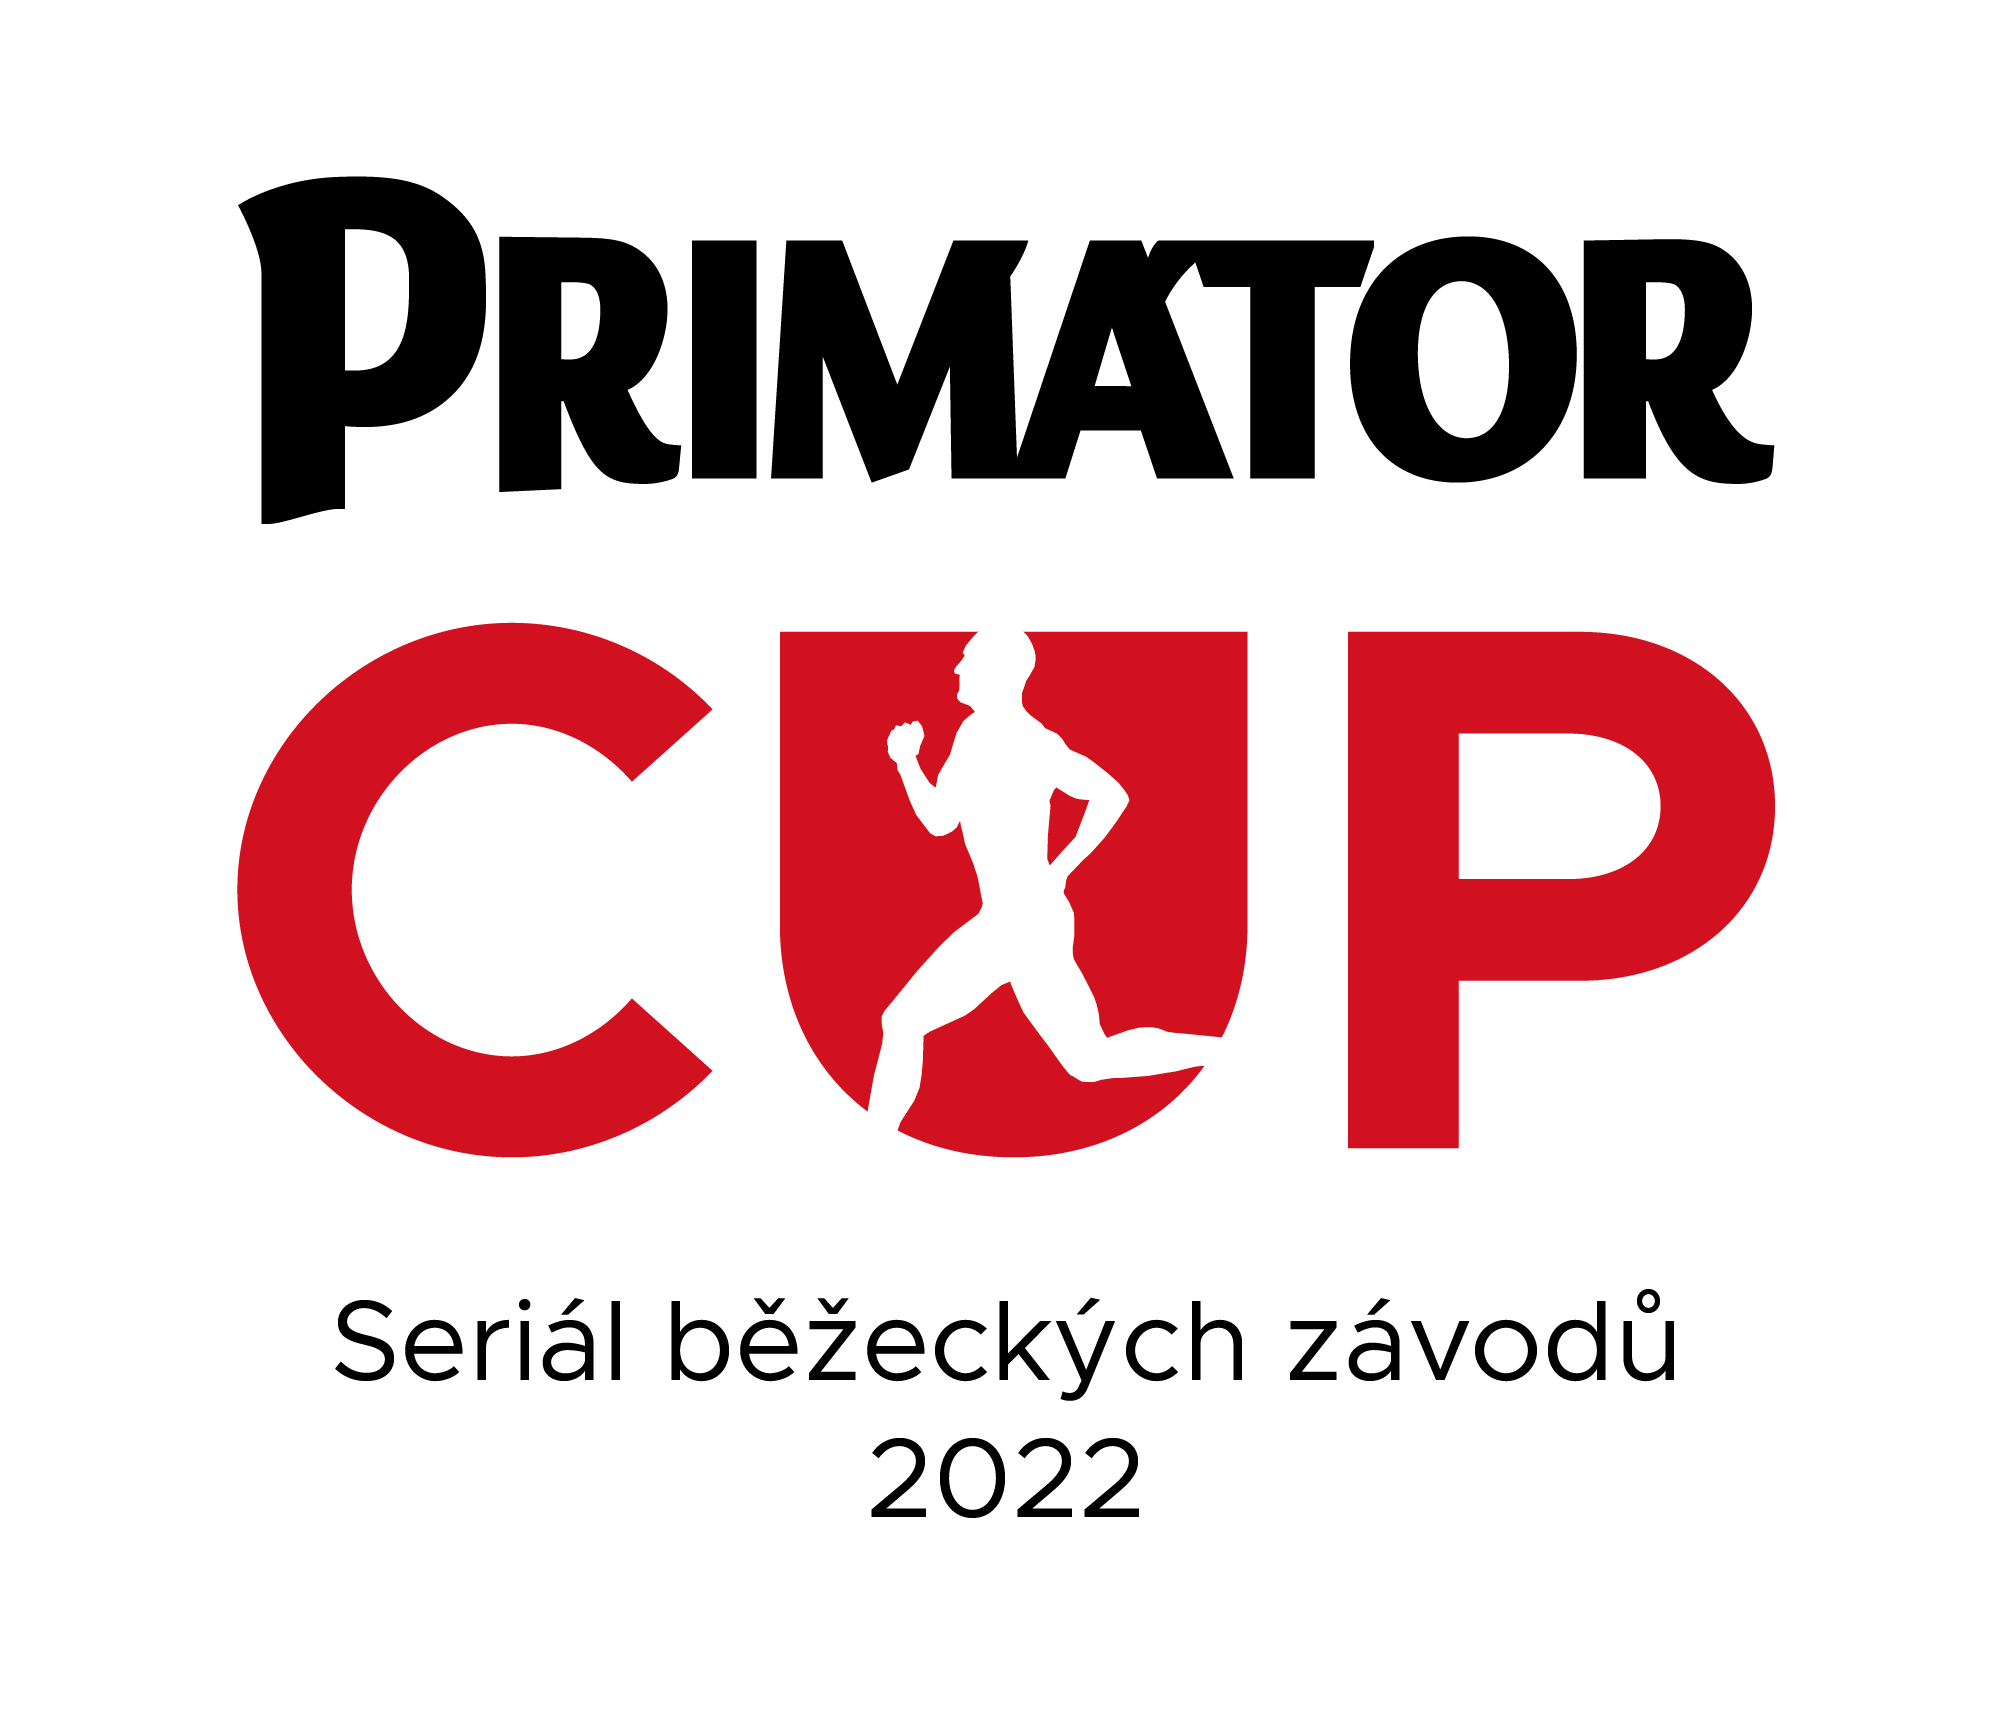 PRIMÁTOR
CUP
Seriál běžeckých závodů
2022